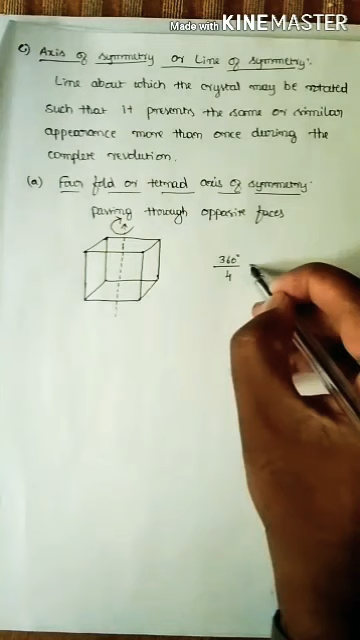 Made with KINEMASTER
c) Axis of symmetry or Line of symmetry:
Line about which the crystal may be rotated
such that it presents the same or similar
appearance more than once during the
complete revolution.
(a) Four fold or tetrad axis of symmetry:
passing through opposite faces
360°
4